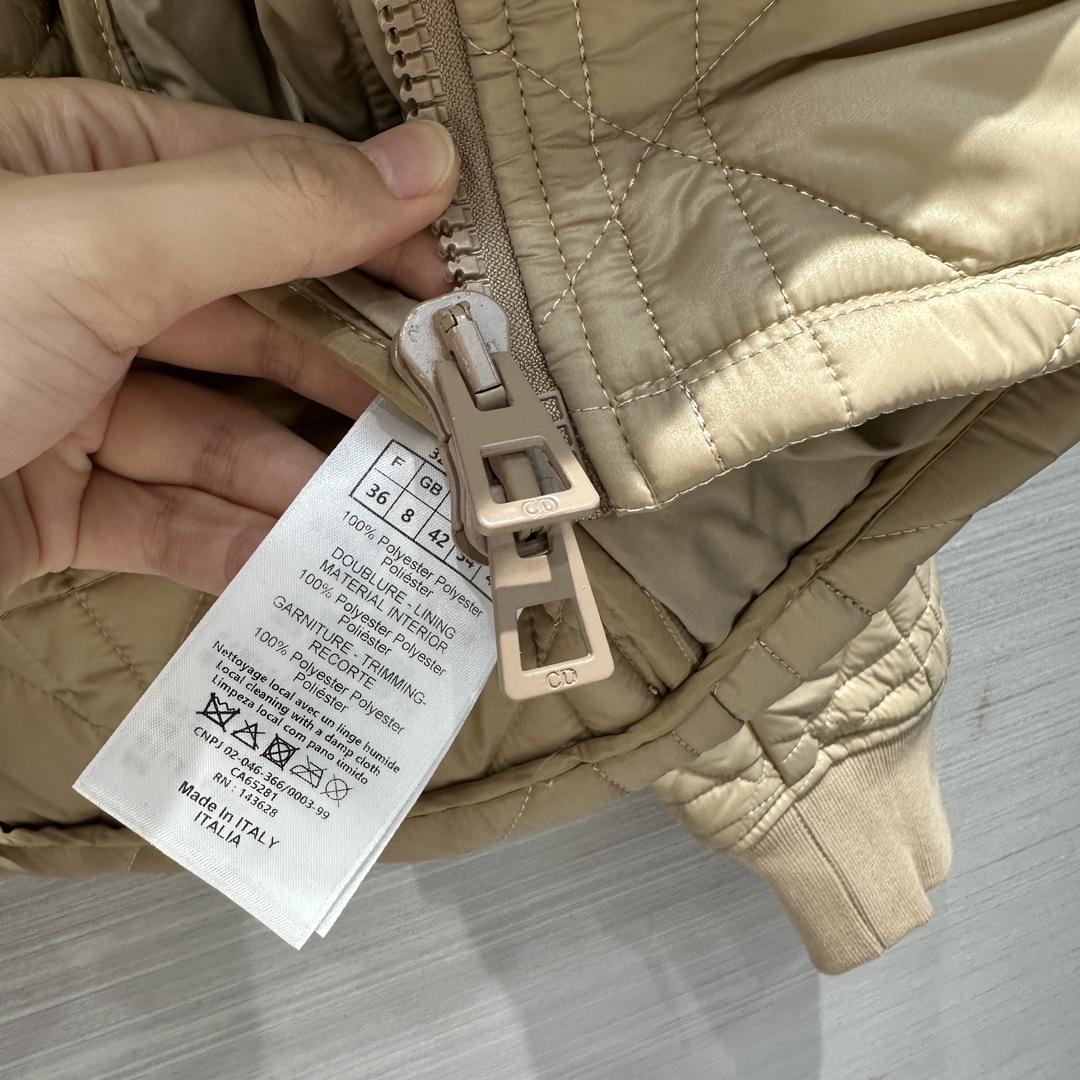 F GB
36 8 42 34
100% Polyester Polyester
Poliéster
DOUBLURE - LINING
MATERIAL INTERIOR
100% Polyester Polyester
Poliéster
GARNITURE - TRIMMING-
RECORTE
100% Polyester Polyester
Poliéster
Nettoyage local avec un linge humide
Local cleaning with a damp cloth
Limpeza local com pano úmido
CNPJ 02-046-366/0003-99
CA65281
RN : 143628
Made in ITALY
ITALIA
CD
CD